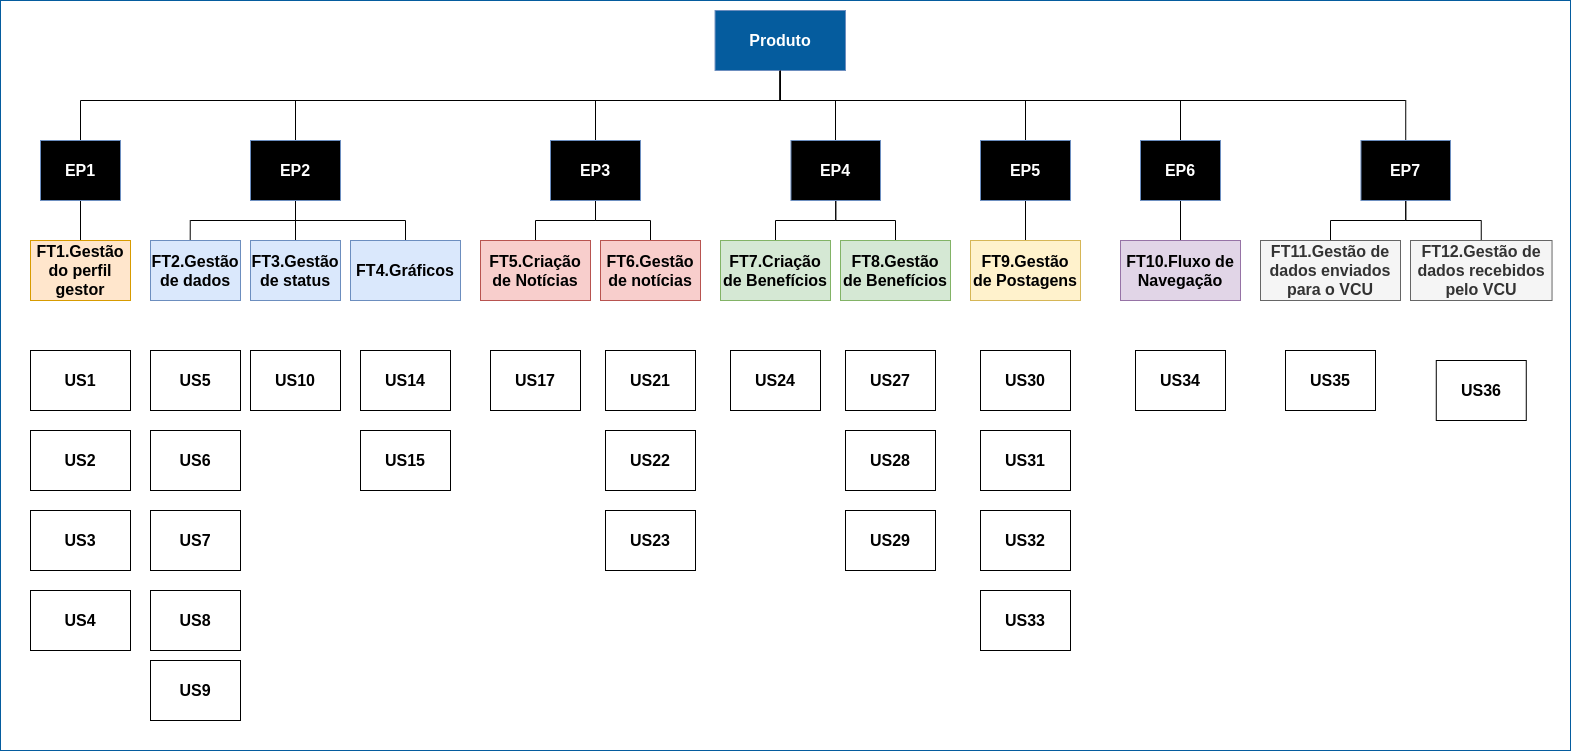 Produto
EP1
EP2
EP3
EP4
EP5
EP6
EP7
FT1.Gestão
do perfil
gestor
FT2.Gestão
de dados
FT3.Gestão
de status
FT4.Gráficos
FT5.Criação
de Notícias
FT6.Gestão
de notícias
FT7.Criação
de Benefícios
FT8.Gestão
de Benefícios
FT9.Gestão
de Postagens
FT10.Fluxo de
Navegação
FT11.Gestão de
dados enviados
para o VCU
FT12.Gestão de
dados recebidos
pelo VCU
US1
US5
US10
US14
US17
US21
US24
US27
US30
US34
US35
US36
US2
US6
US15
US22
US28
US31
US3
US7
US23
US29
US32
US4
US8
US33
US9